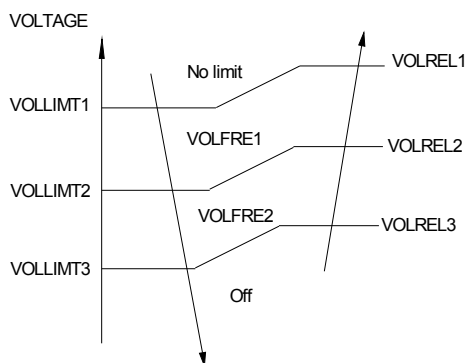 VOLTAGE
No limit
VOLREL1
VOLLIMT1
VOLFRE1
VOLREL2
VOLLIMT2
VOLFRE2
VOLREL3
VOLLIMT3
Off